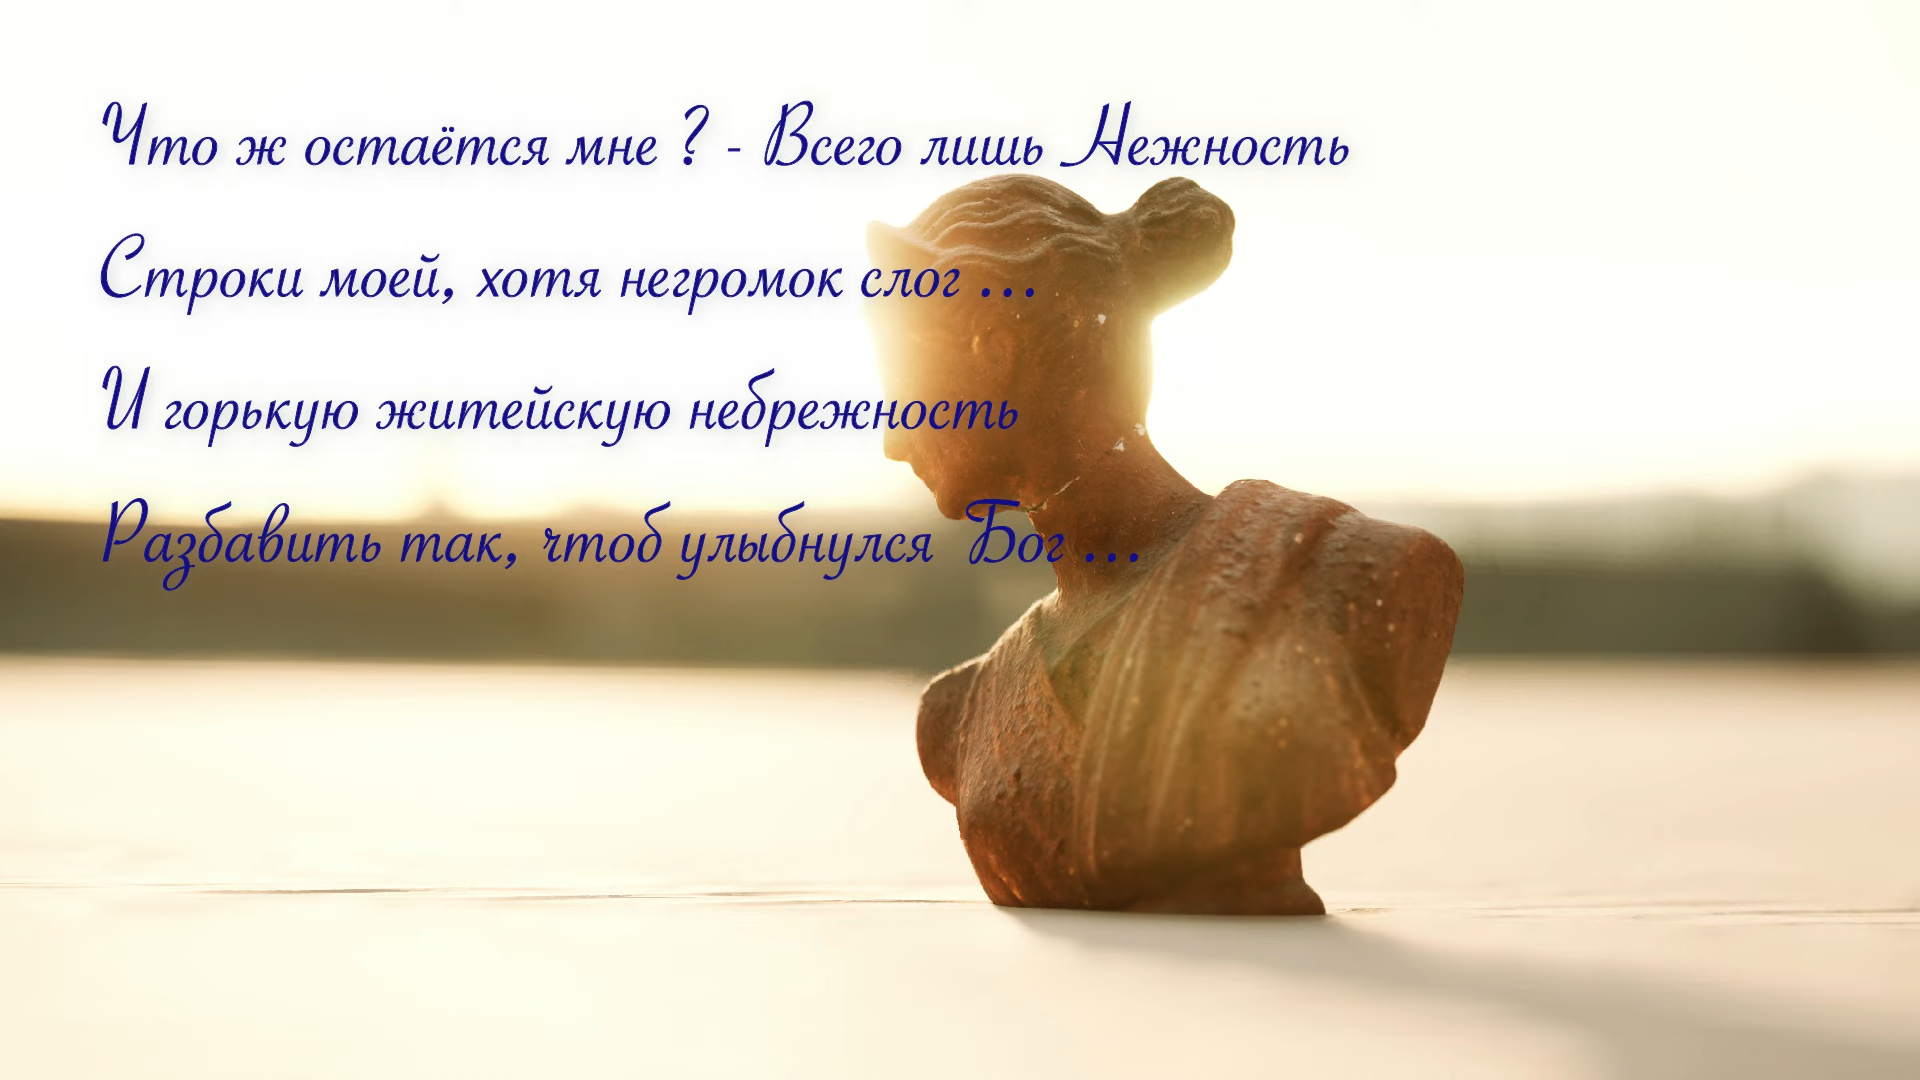 Что ж остаётся мне ? - Всего лишь Нежность
Строки моей, хотя негромок слог ...
И горькую житейскую небрежность
Разбавить так, чтоб улыбнулся Бог ...